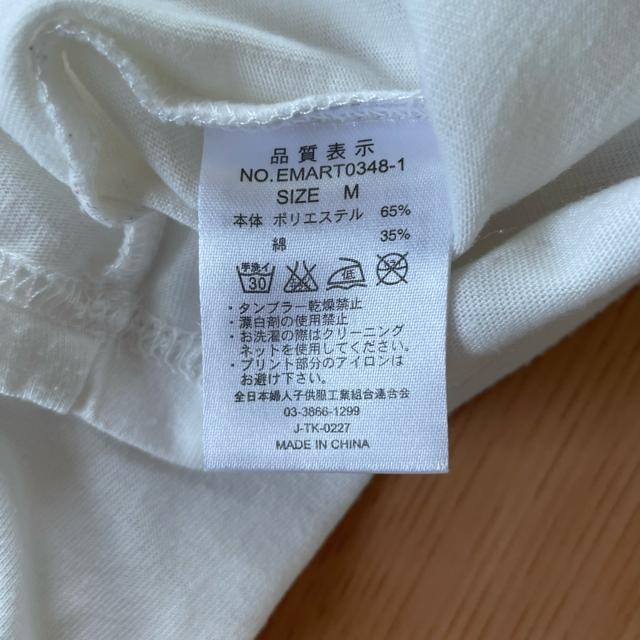 品質表示
NO.EMART0348-1
SIZE M
本体 ポリエステル 65%
綿 35%
手洗イ
30
・タンブラー乾燥禁止
・漂白剤の使用禁止
・お洗濯の際はクリーニング
ネットを使用してください。
・プリント部分のアイロンは
お避け下さい。
全日本婦人子供服工業組合連合会
03-3866-1299
J-TK-0227
MADE IN CHINA